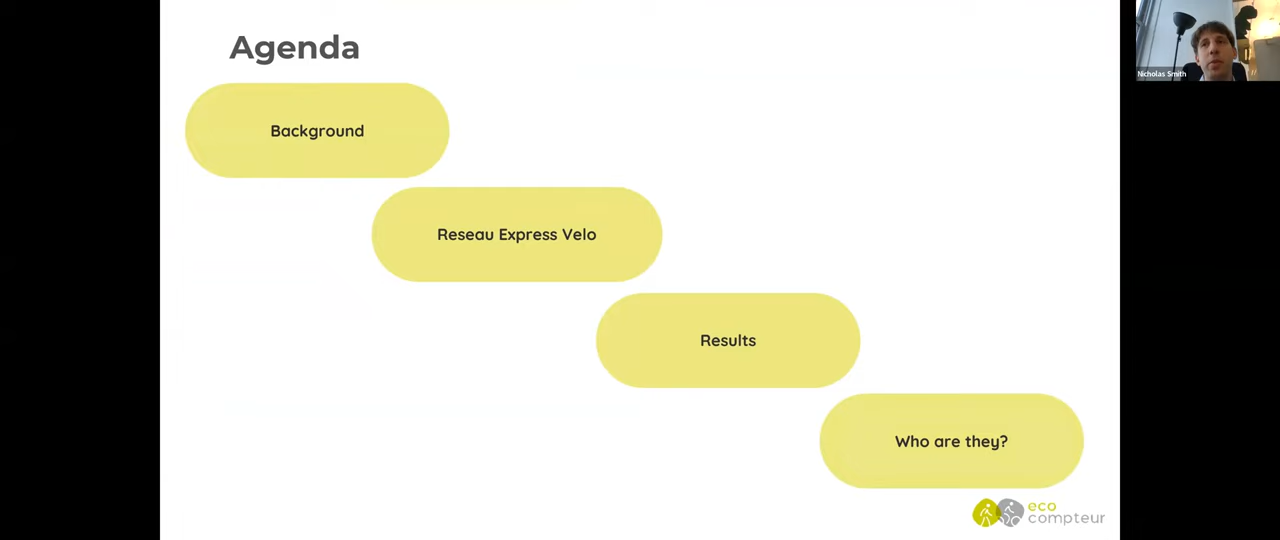 Agenda
Nicholas Smith
Background
Reseau Express Velo
Results
Who are they?
eco
compteur